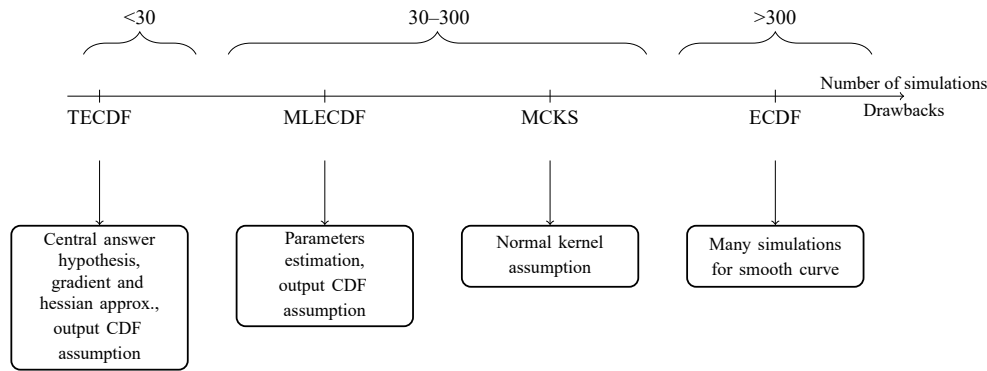 <30
30–300
>300
Number of simulations
TECDF
MLECDF
MCKS
ECDF
Drawbacks
Central answer
hypothesis,
gradient and
hessian approx.,
output CDF
assumption
Parameters
estimation,
output CDF
assumption
Normal kernel
assumption
Many simulations
for smooth curve